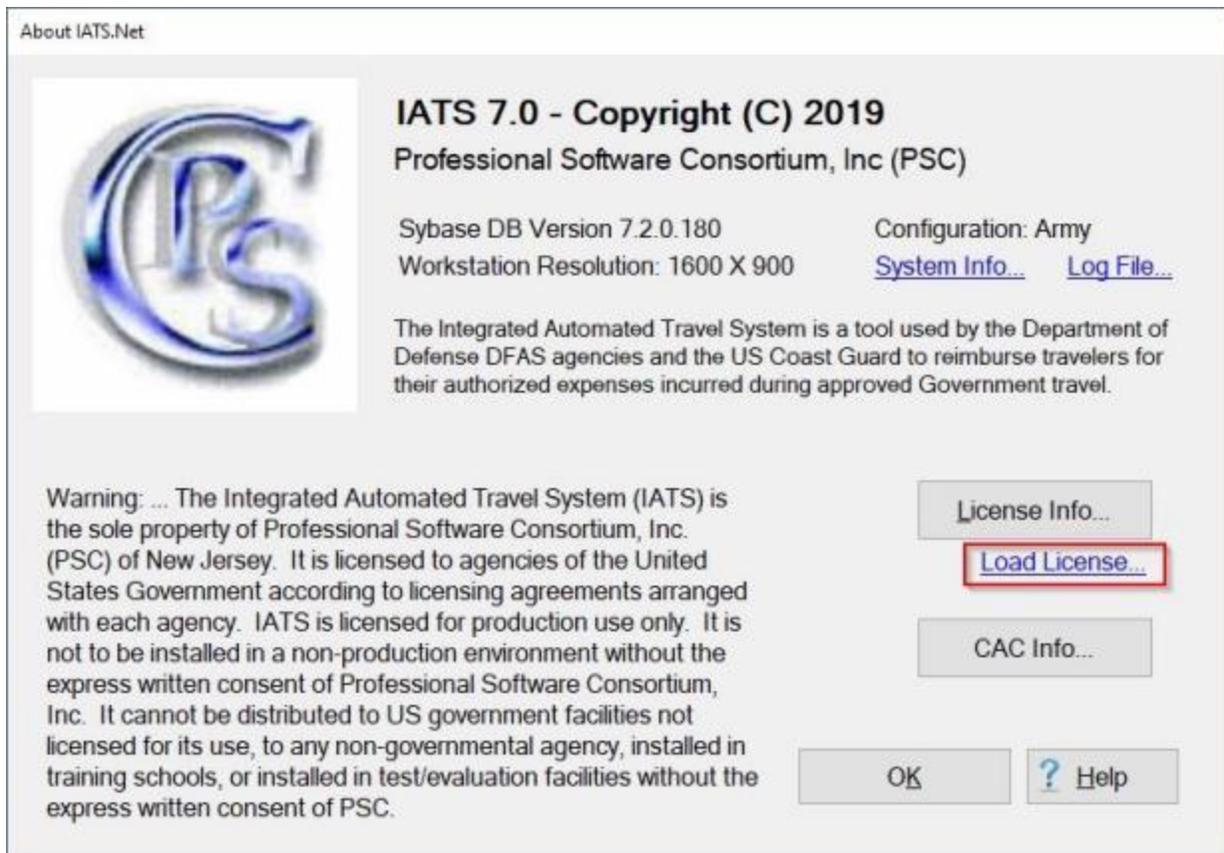 About IATS.Net
CPS
IATS 7.0 - Copyright (C) 2019
Professional Software Consortium, Inc (PSC)
Sybase DB Version 7.2.0.180
Configuration: Army
Workstation Resolution: 1600 X 900
System Info...
Log File...
The Integrated Automated Travel System is a tool used by the Department of
Defense DFAS agencies and the US Coast Guard to reimburse travelers for
their authorized expenses incurred during approved Government travel.
Warning: ... The Integrated Automated Travel System (IATS) is
the sole property of Professional Software Consortium, Inc.
(PSC) of New Jersey.  It is licensed to agencies of the United
States Government according to licensing agreements arranged
with each agency.  IATS is licensed for production use only.  It is
not to be installed in a non-production environment without the
express written consent of Professional Software Consortium,
Inc.  It cannot be distributed to US government facilities not
licensed for its use, to any non-governmental agency, installed in
training schools, or installed in test/evaluation facilities without the
express written consent of PSC.
License Info...
Load License...
CAC Info...
OK
? Help